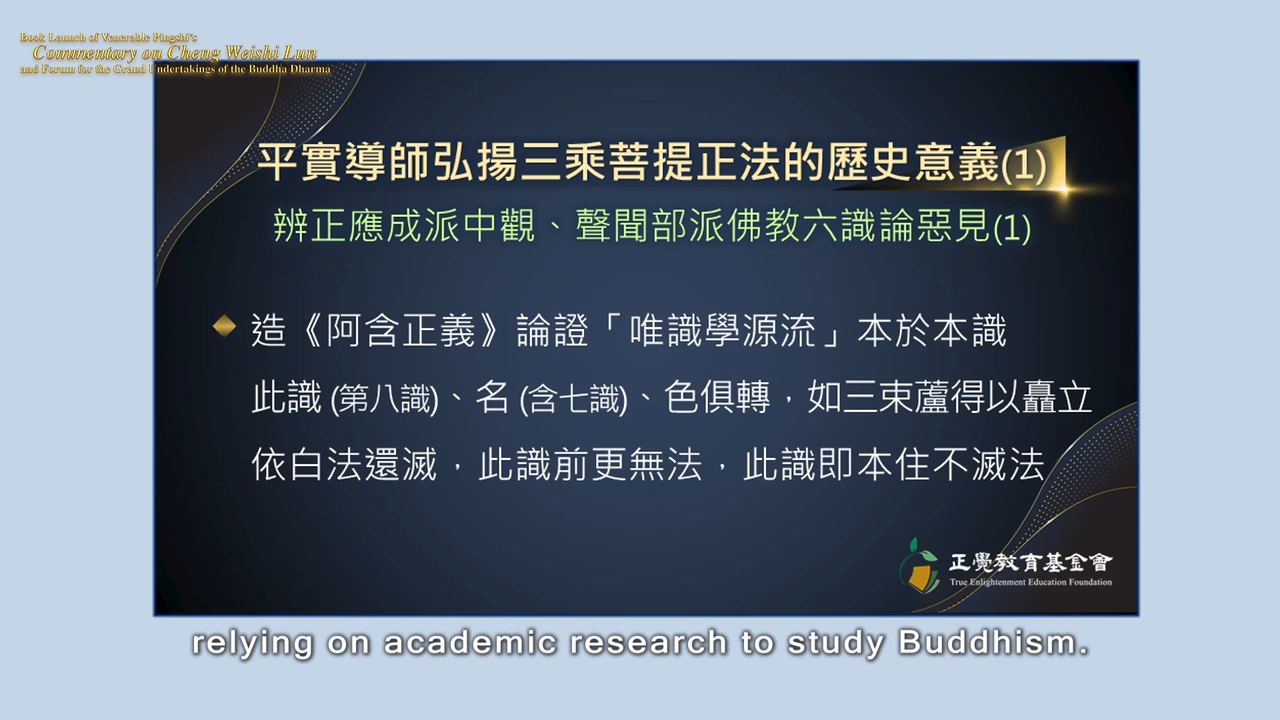 Book Launch of Venerable Pingshi's
Commentary on Cheng Weishi Lun
and Forum for the Grand Undertakings of the Buddha Dharma
平實導師弘揚三乘菩提正法的歷史意義(1)
辨正應成派中觀、聲聞部派佛教六識論惡見(1)
造《阿含正義》論證「唯識學源流」本於本識
此識(第八識)、名(含七識)、色俱轉，如三束蘆得以矗立
依白法還滅，此識前更無法，此識即本住不滅法
正覺教育基金會
True Enlightenment Education Foundation
relying on academic research to study Buddhism.